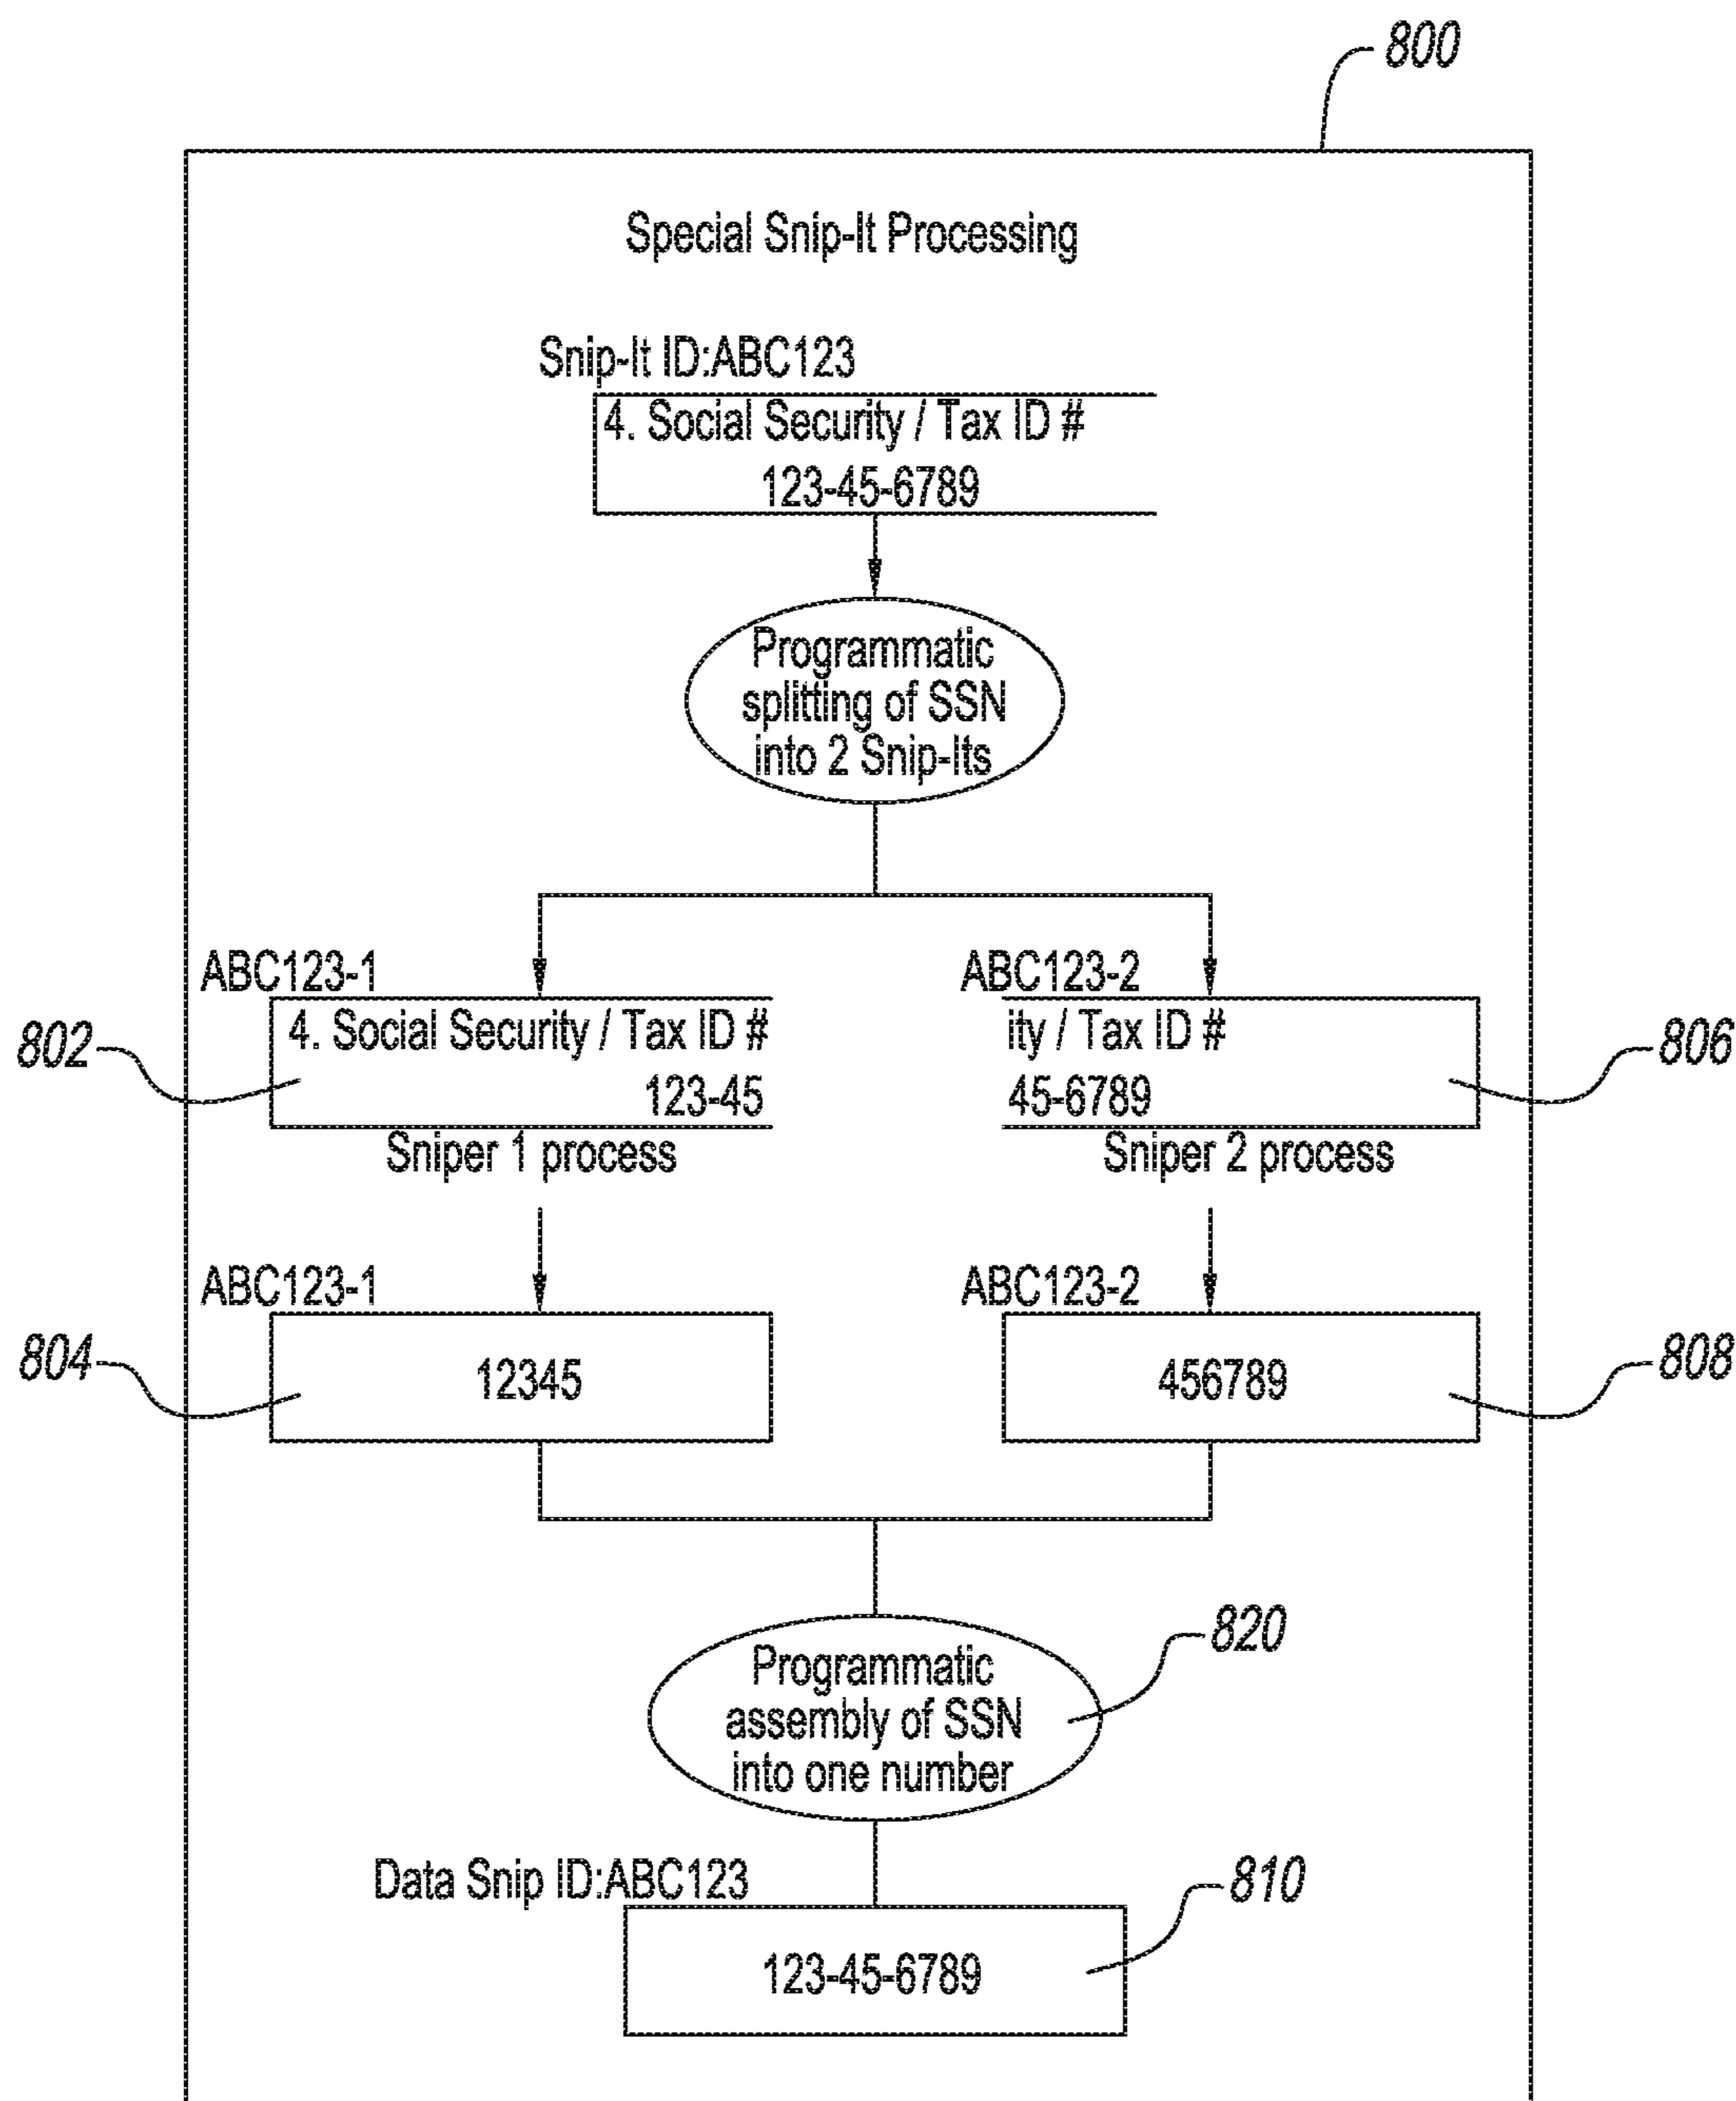 800
Special Snip-It Processing
Snip-It ID:ABC123
4. Social Security / Tax ID #
123-45-6789
Programmatic
splitting of SSN
into 2 Snip-Its
ABC123-1
ABC123-2
802
4. Social Security / Tax ID #
123-45
ity / Tax ID #
45-6789
806
Sniper 1 process
Sniper 2 process
ABC123-1
ABC123-2
804
12345
456789
808
Programmatic
assembly of SSN
into one number
820
Data Snip ID:ABC123
810
123-45-6789